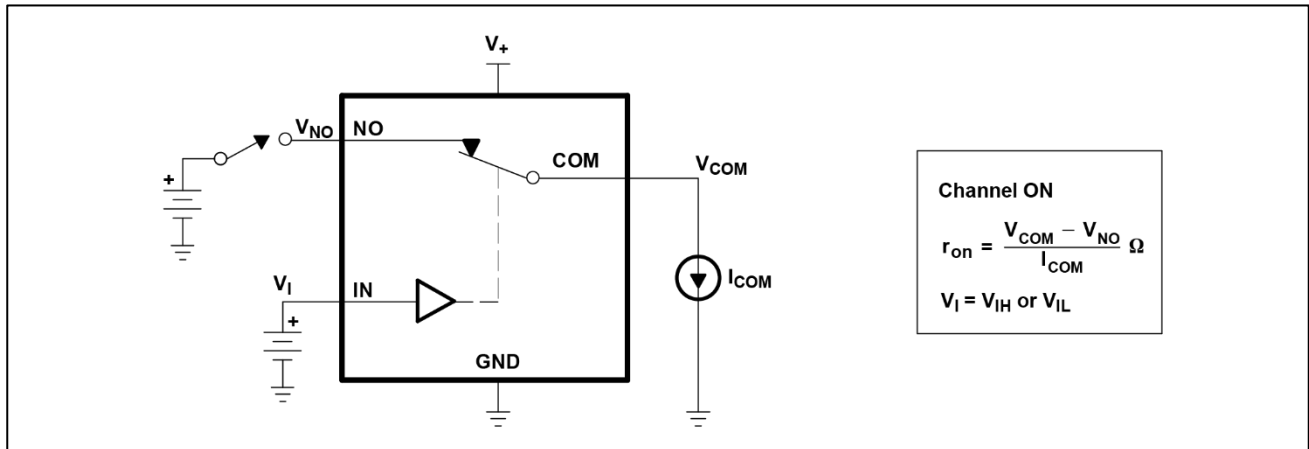 V+
VNO NO
+
COM
VCOM
VI IN
+
ICOM
GND
Channel ON
ron = (VCOM − VNO) / ICOM Ω
VI = VIH or VIL